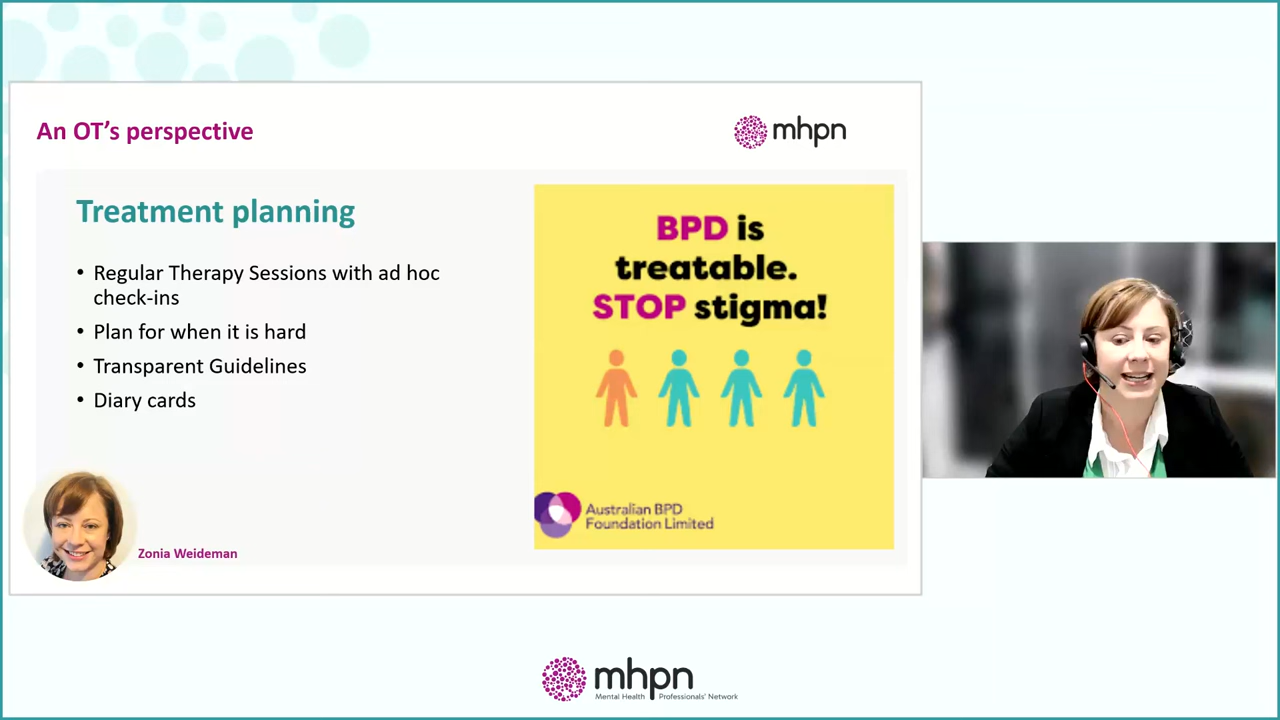 An OT's perspective
mhpn
Treatment planning
• Regular Therapy Sessions with ad hoc
check-ins
• Plan for when it is hard
• Transparent Guidelines
• Diary cards
Zonia Weideman
BPD is
treatable.
STOP stigma!
Australian BPD
Foundation Limited
mhpn
Mental Health Professionals' Network